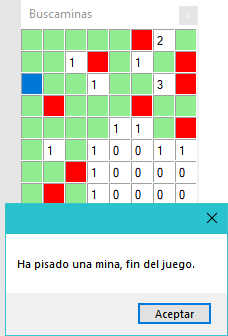 Buscaminas
2
1 1
1 3
1 1
1 1 0 0 1 1
1 0 0 0 0
1 0 0 0 0
Ha pisado una mina, fin del juego.
Aceptar